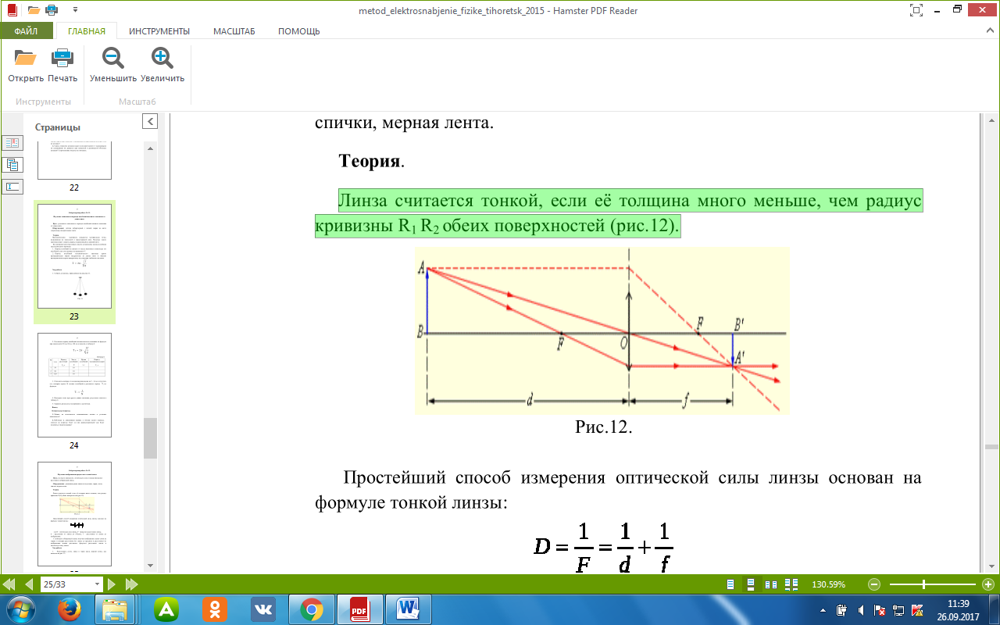 metod_elektrosnabjenie_fizike_tihoretsk_2015 - Hamster PDF Reader
ФАЙЛ
ГЛАВНАЯ
ИНСТРУМЕНТЫ
МАСШТАБ
ПОМОЩЬ
Открыть
Печать
Уменьшить
Увеличить
Инструменты
Масштаб
Страницы
22
23
24
спички, мерная лента.
Теория.
Линза считается тонкой, если её толщина много меньше, чем радиус
кривизны R1 R2 обеих поверхностей (рис.12).
A
B
F
O
F
B'
A'
d
f
Рис.12.
Простейший способ измерения оптической силы линзы основан на
формуле тонкой линзы:
D = 1/F = 1/d + 1/f
25/33
130.59%
PDF
11:39
26.09.2017